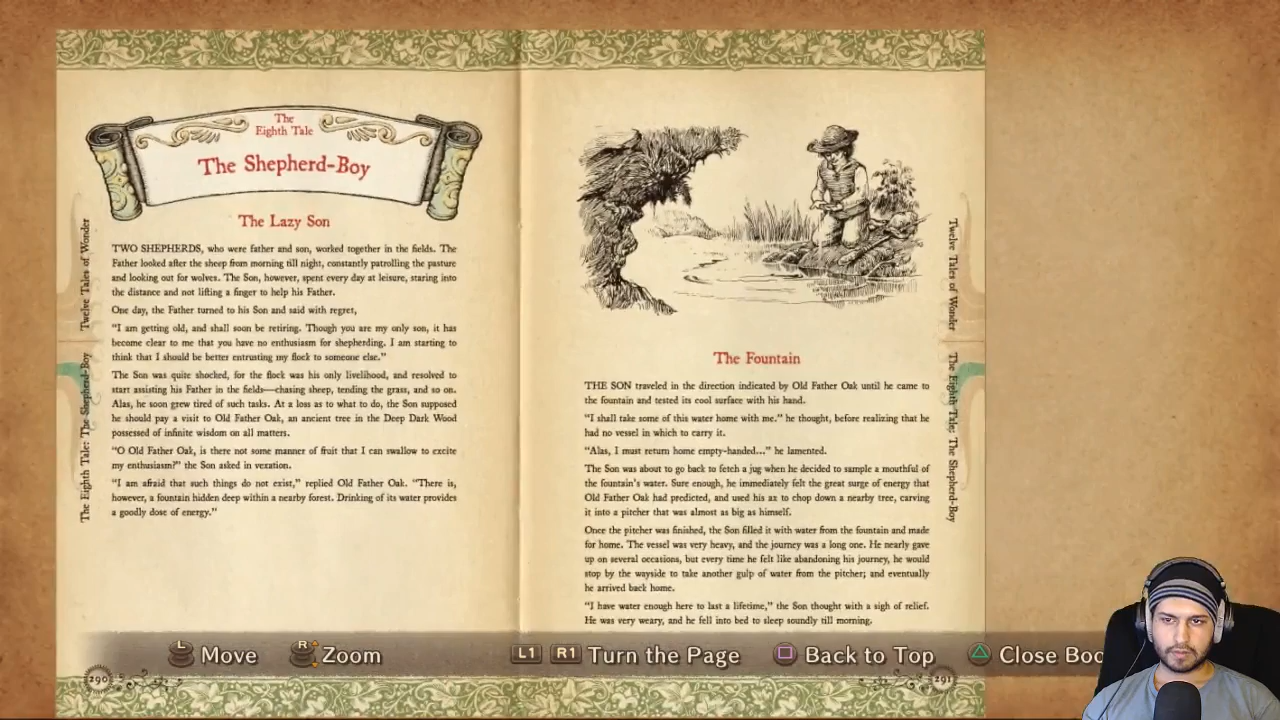 The
Eighth Tale
The Shepherd-Boy
The Lazy Son
TWO SHEPHERDS, who were father and son, worked together in the fields. The
Father looked after the sheep from morning till night, constantly patrolling the pasture
and looking out for wolves. The Son, however, spent every day at leisure, staring into
the distance and not lifting a finger to help his Father.
One day, the Father turned to his Son and said with regret,
"I am getting old, and shall soon be retiring. Though you are my only son, it has
become clear to me that you have no enthusiasm for shepherding. I am starting to
think that I should be better entrusting my flock to someone else."
The Son was quite shocked, for the flock was his only livelihood, and resolved to
start assisting his Father in the fields—chasing sheep, tending the grass, and so on.
Alas, he soon grew tired of such tasks. At a loss as to what to do, the Son supposed
he should pay a visit to Old Father Oak, an ancient tree in the Deep Dark Wood
possessed of infinite wisdom on all matters.
"O Old Father Oak, is there not some manner of fruit that I can swallow to excite
my enthusiasm?" the Son asked in vexation.
"I am afraid that such things do not exist," replied Old Father Oak. "There is,
however, a fountain hidden deep within a nearby forest. Drinking of its water provides
a goodly dose of energy."
The Eighth Tale: The Shepherd-Boy Twelve Tales of Wonder
290
The Fountain
THE SON traveled in the direction indicated by Old Father Oak until he came to
the fountain and tested its cool surface with his hand.
"I shall take some of this water home with me." he thought, before realizing that he
had no vessel in which to carry it.
"Alas, I must return home empty-handed..." he lamented.
The Son was about to go back to fetch a jug when he decided to sample a mouthful of
the fountain's water. Sure enough, he immediately felt the great surge of energy that
Old Father Oak had predicted, and used his ax to chop down a nearby tree, carving
it into a pitcher that was almost as big as himself.
Once the pitcher was finished, the Son filled it with water from the fountain and made
for home. The vessel was very heavy, and the journey was a long one. He nearly gave
up on several occasions, but every time he felt like abandoning his journey, he would
stop by the wayside to take another gulp of water from the pitcher; and eventually
he arrived back home.
"I have water enough here to last a lifetime," the Son thought with a sigh of relief.
He was very weary, and he fell into bed to sleep soundly till morning.
Twelve Tales of Wonder The Eighth Tale: The Shepherd-Boy
291
L Move R Zoom L1 R1 Turn the Page Back to Top Close Boo